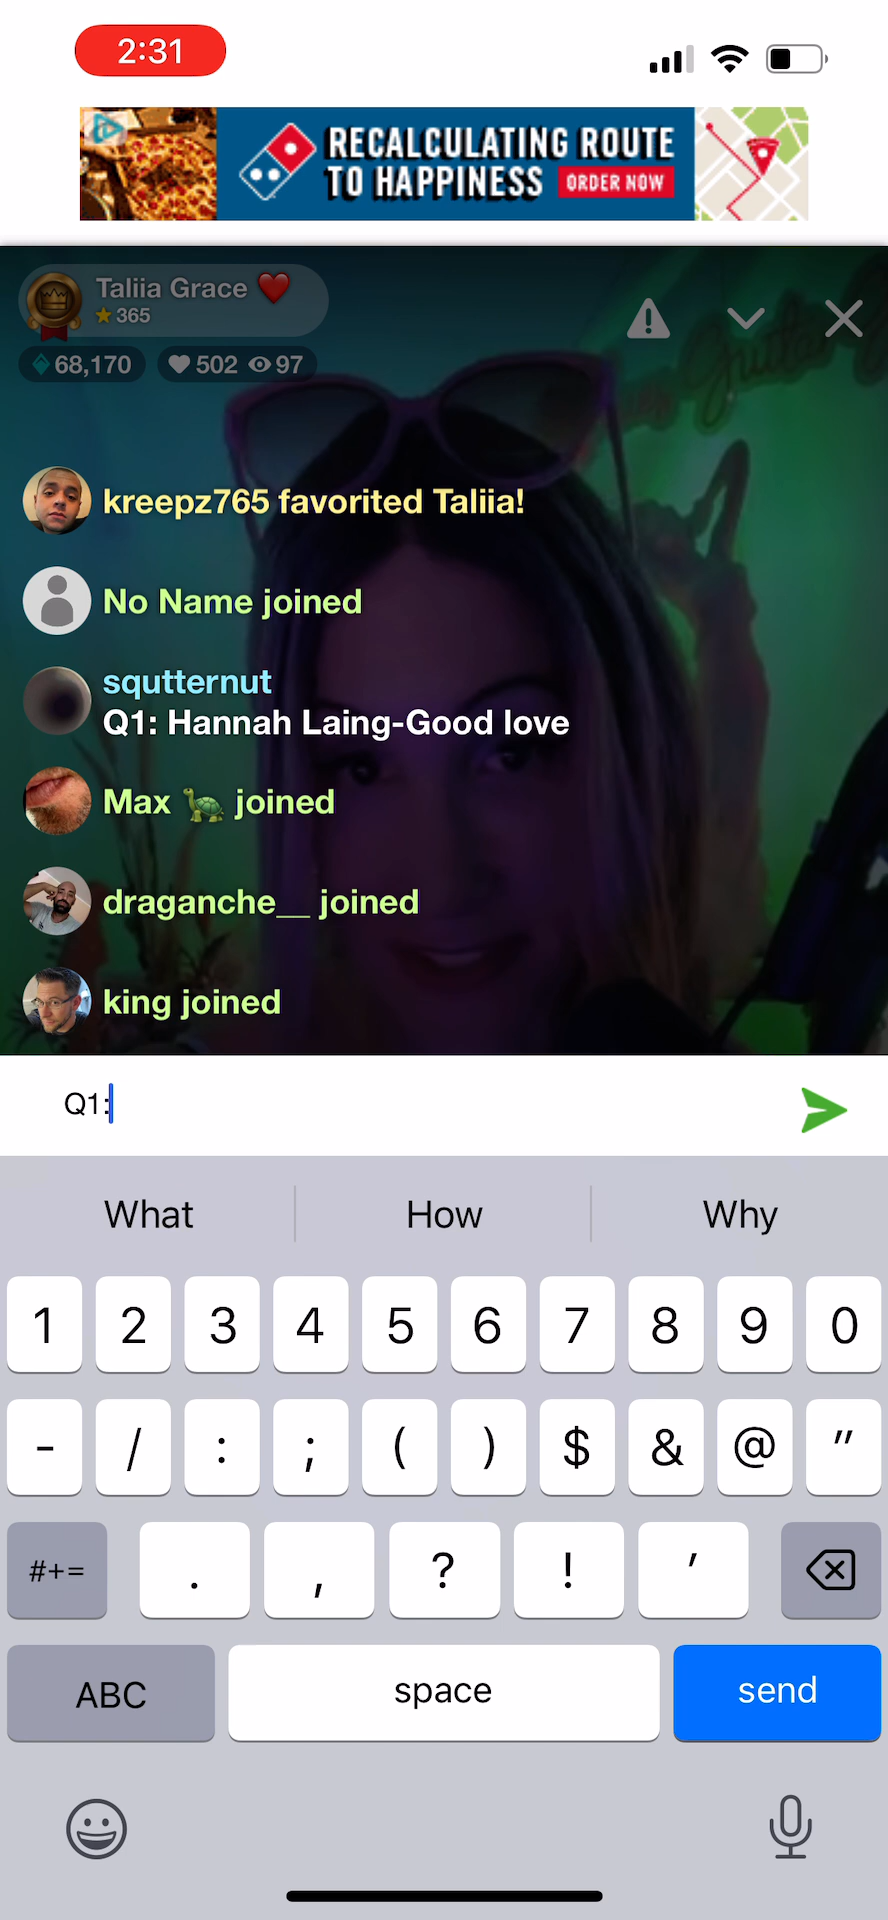 2:31
RECALCULATING ROUTE
TO HAPPINESS ORDER NOW
Taliia Grace ❤️
⭐ 365
68,170 502 97
kreepz765 favorited Taliia!
No Name joined
squtternut
Q1: Hannah Laing-Good love
Max 🐢 joined
draganche__ joined
king joined
Q1:
What How Why
1 2 3 4 5 6 7 8 9 0
- / : ; ( ) $ & @ "
#+= . , ? ! '
ABC space send